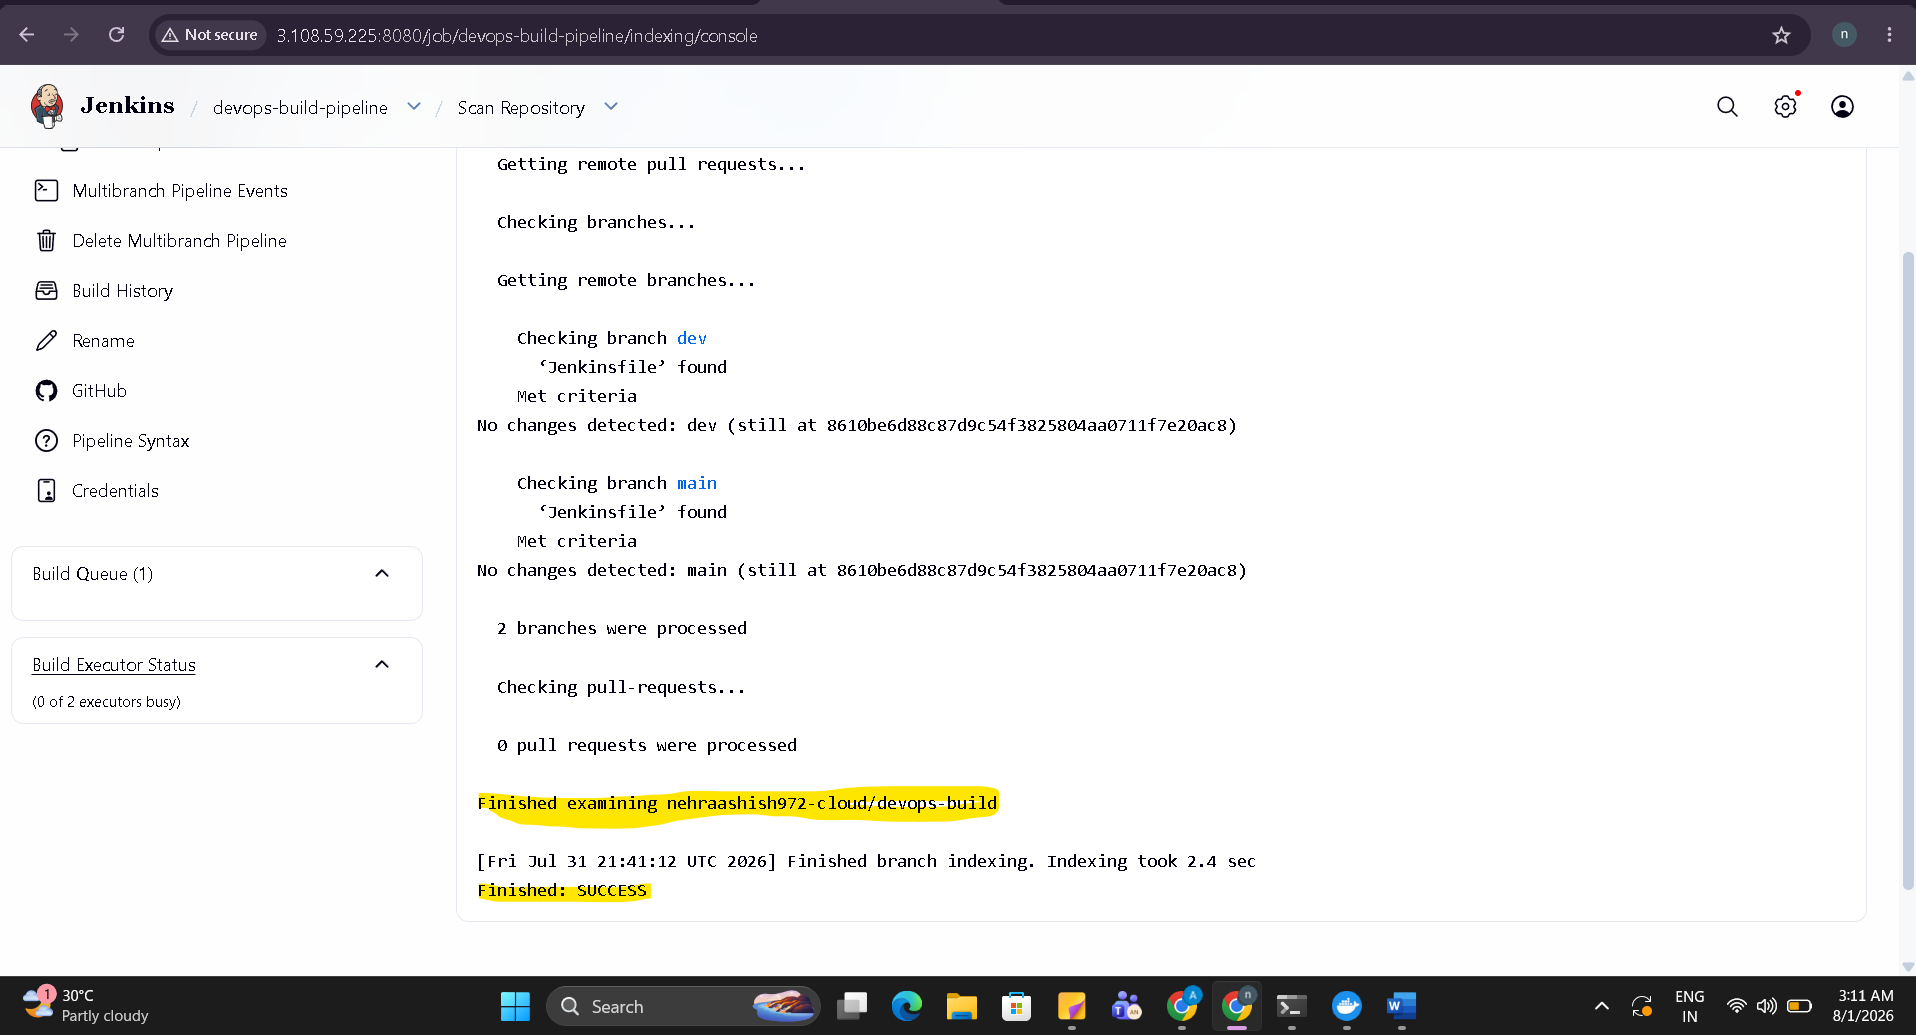 Not secure 3.108.59.225:8080/job/devops-build-pipeline/indexing/console n
Jenkins / devops-build-pipeline / Scan Repository
Multibranch Pipeline Events
Delete Multibranch Pipeline
Build History
Rename
GitHub
Pipeline Syntax
Credentials
Build Queue (1)
Build Executor Status
(0 of 2 executors busy)
Getting remote pull requests...
Checking branches...
Getting remote branches...
Checking branch dev
‘Jenkinsfile’ found
Met criteria
No changes detected: dev (still at 8610be6d88c87d9c54f3825804aa0711f7e20ac8)
Checking branch main
‘Jenkinsfile’ found
Met criteria
No changes detected: main (still at 8610be6d88c87d9c54f3825804aa0711f7e20ac8)
2 branches were processed
Checking pull-requests...
0 pull requests were processed
Finished examining nehraashish972-cloud/devops-build
[Fri Jul 31 21:41:12 UTC 2026] Finished branch indexing. Indexing took 2.4 sec
Finished: SUCCESS
1
30°C
Partly cloudy
Search
A
n
ENG
IN
3:11 AM
8/1/2026